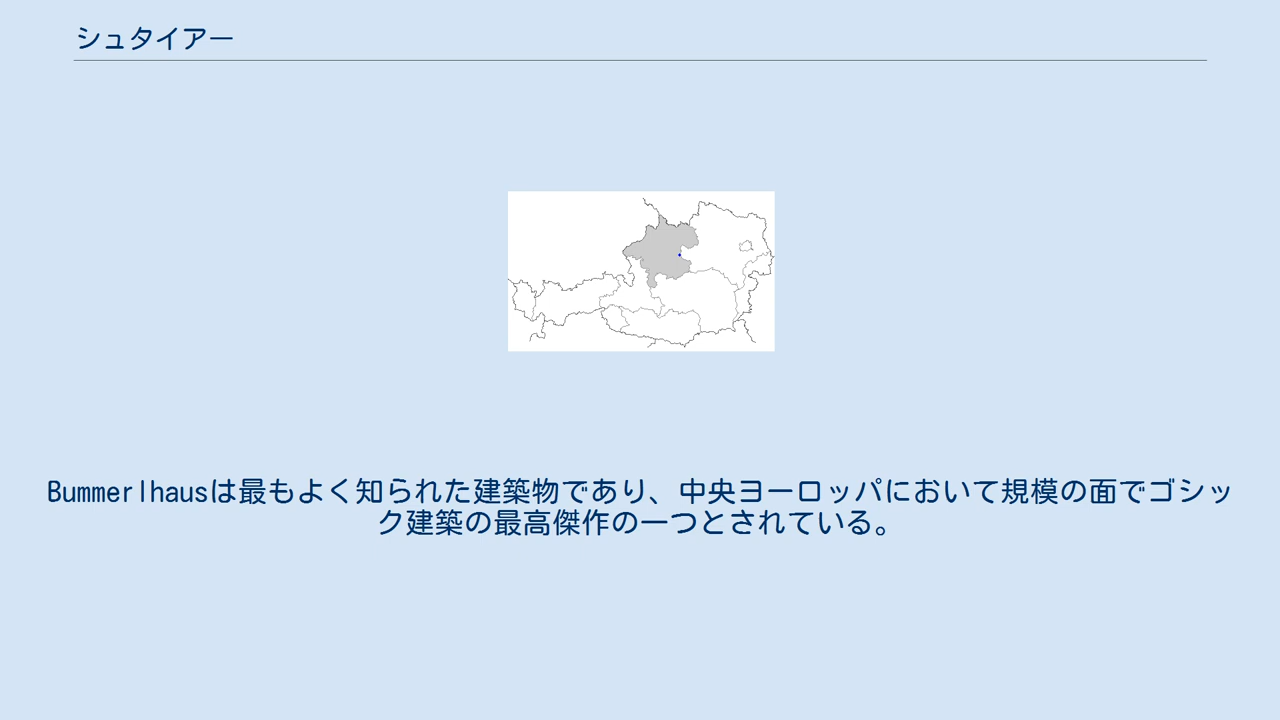 シュタイアー
Bummerlhausは最もよく知られた建築物であり、中央ヨーロッパにおいて規模の面でゴシッ
ク建築の最高傑作の一つとされている。